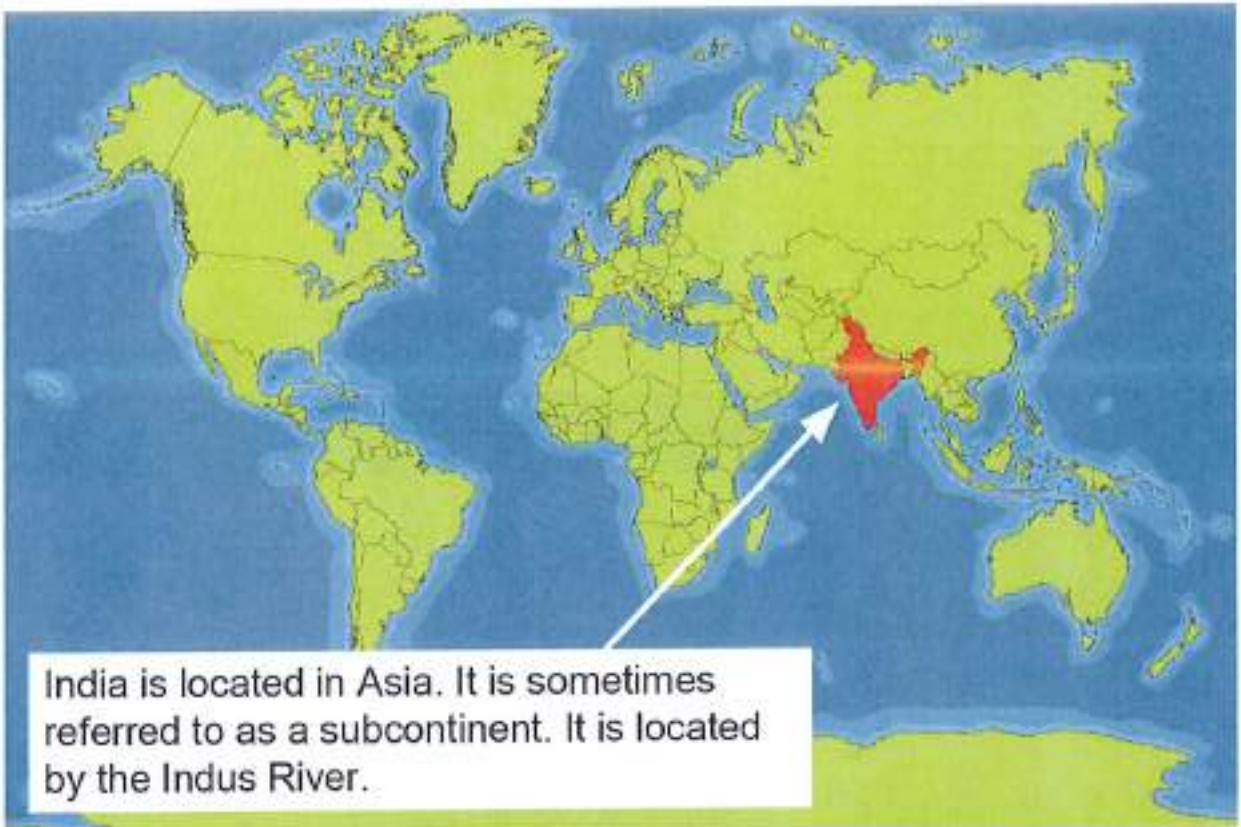 India is located in Asia. It is sometimes
referred to as a subcontinent. It is located
by the Indus River.